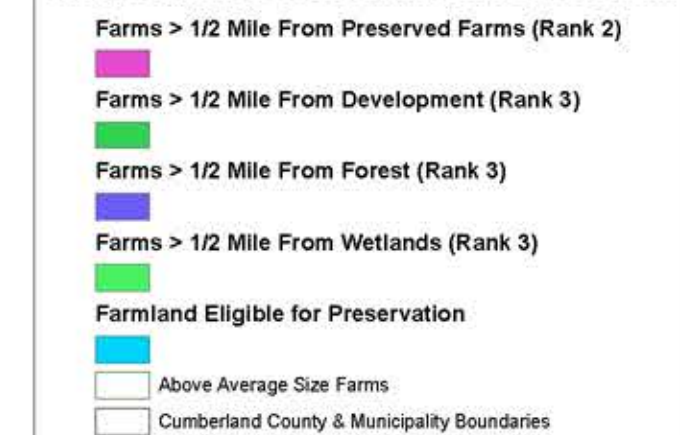 Farms > 1/2 Mile From Preserved Farms (Rank 2)
Farms > 1/2 Mile From Development (Rank 3)
Farms > 1/2 Mile From Forest (Rank 3)
Farms > 1/2 Mile From Wetlands (Rank 3)
Farmland Eligible for Preservation
Above Average Size Farms
Cumberland County & Municipality Boundaries